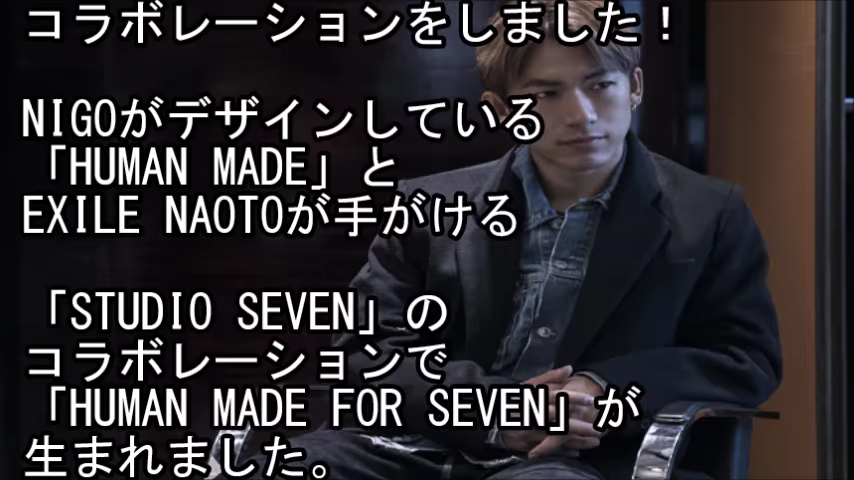 コラボレーションをしました！
NIGOがデザインしている
「HUMAN MADE」と
EXILE NAOTOが手がける
「STUDIO SEVEN」の
コラボレーションで
「HUMAN MADE FOR SEVEN」が
生まれました。